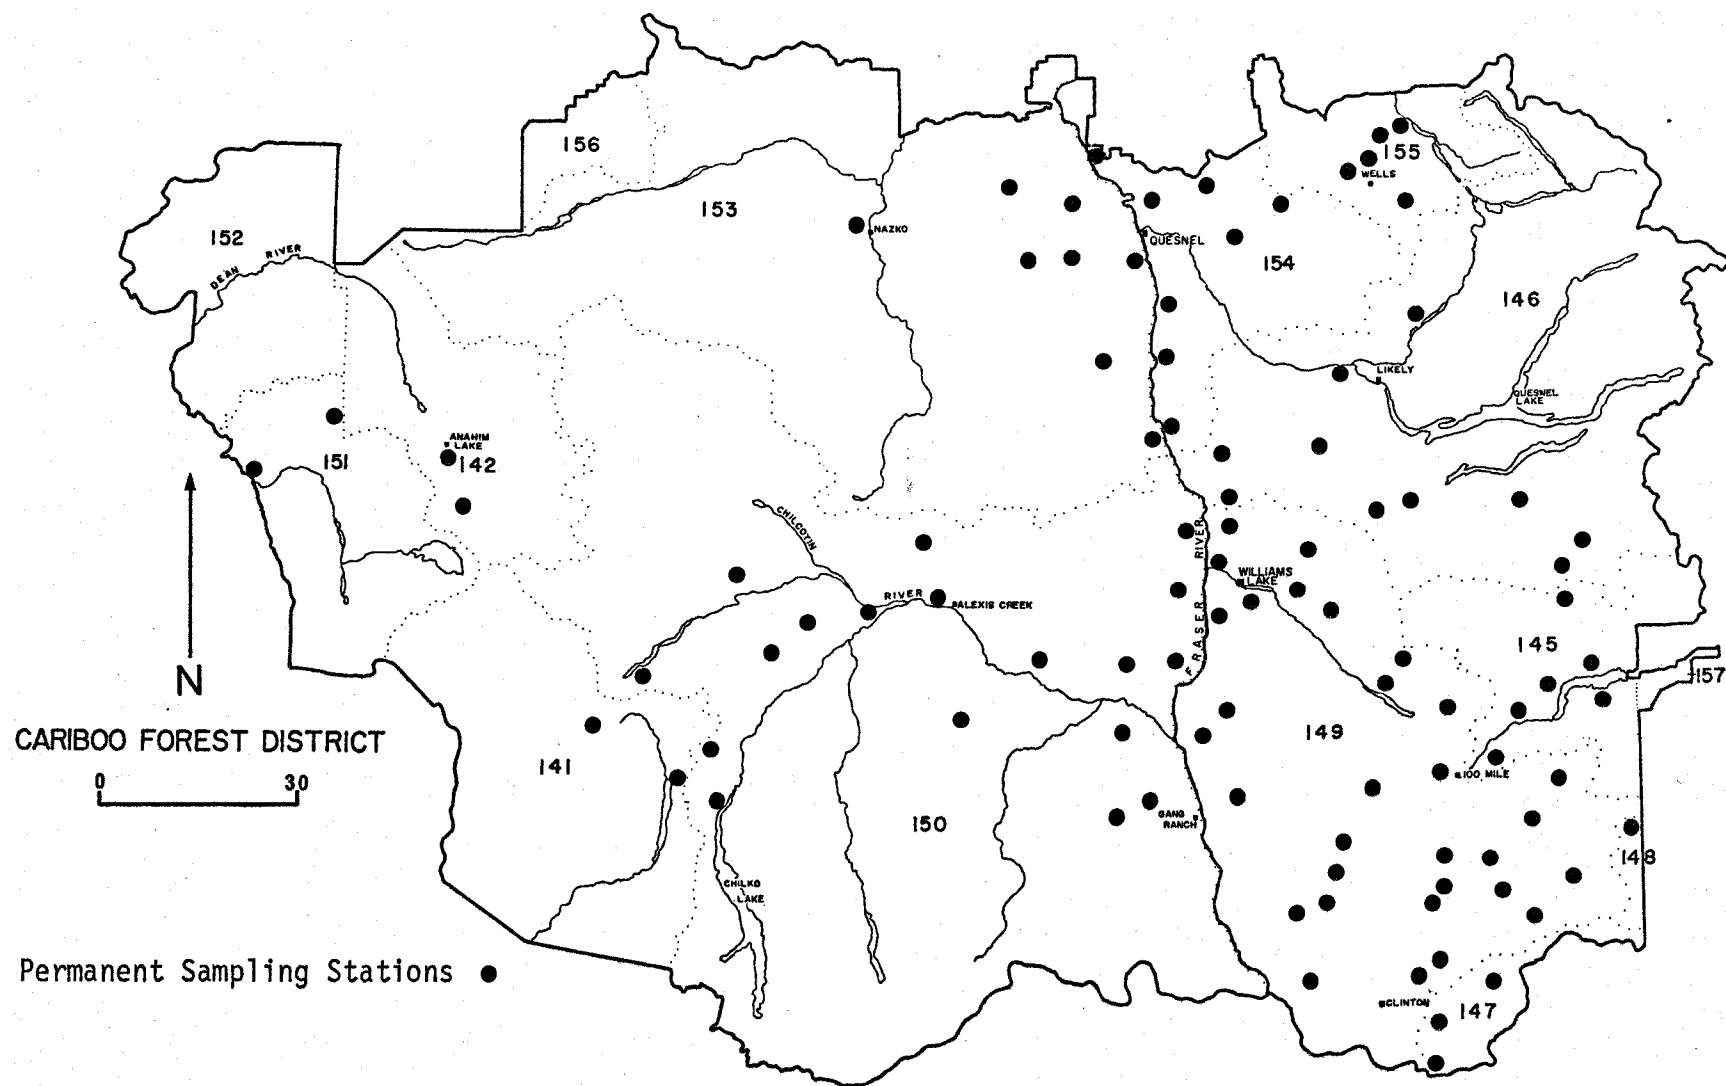 156
155
WELLS
153
152
NAZKO
QUESNEL
DEAN RIVER
154
146
LIKELY
QUESNEL
LAKE
ANAHIM
LAKE
151
142
CHILCOTIN
RIVER
FRASER RIVER
WILLIAMS
LAKE
ALEXIS CREEK
145
157
N
CARIBOO FOREST DISTRICT
0 30
149
141
100 MILE
GANG
RANCH
150
148
CHILKO
LAKE
Permanent Sampling Stations
CLINTON
147